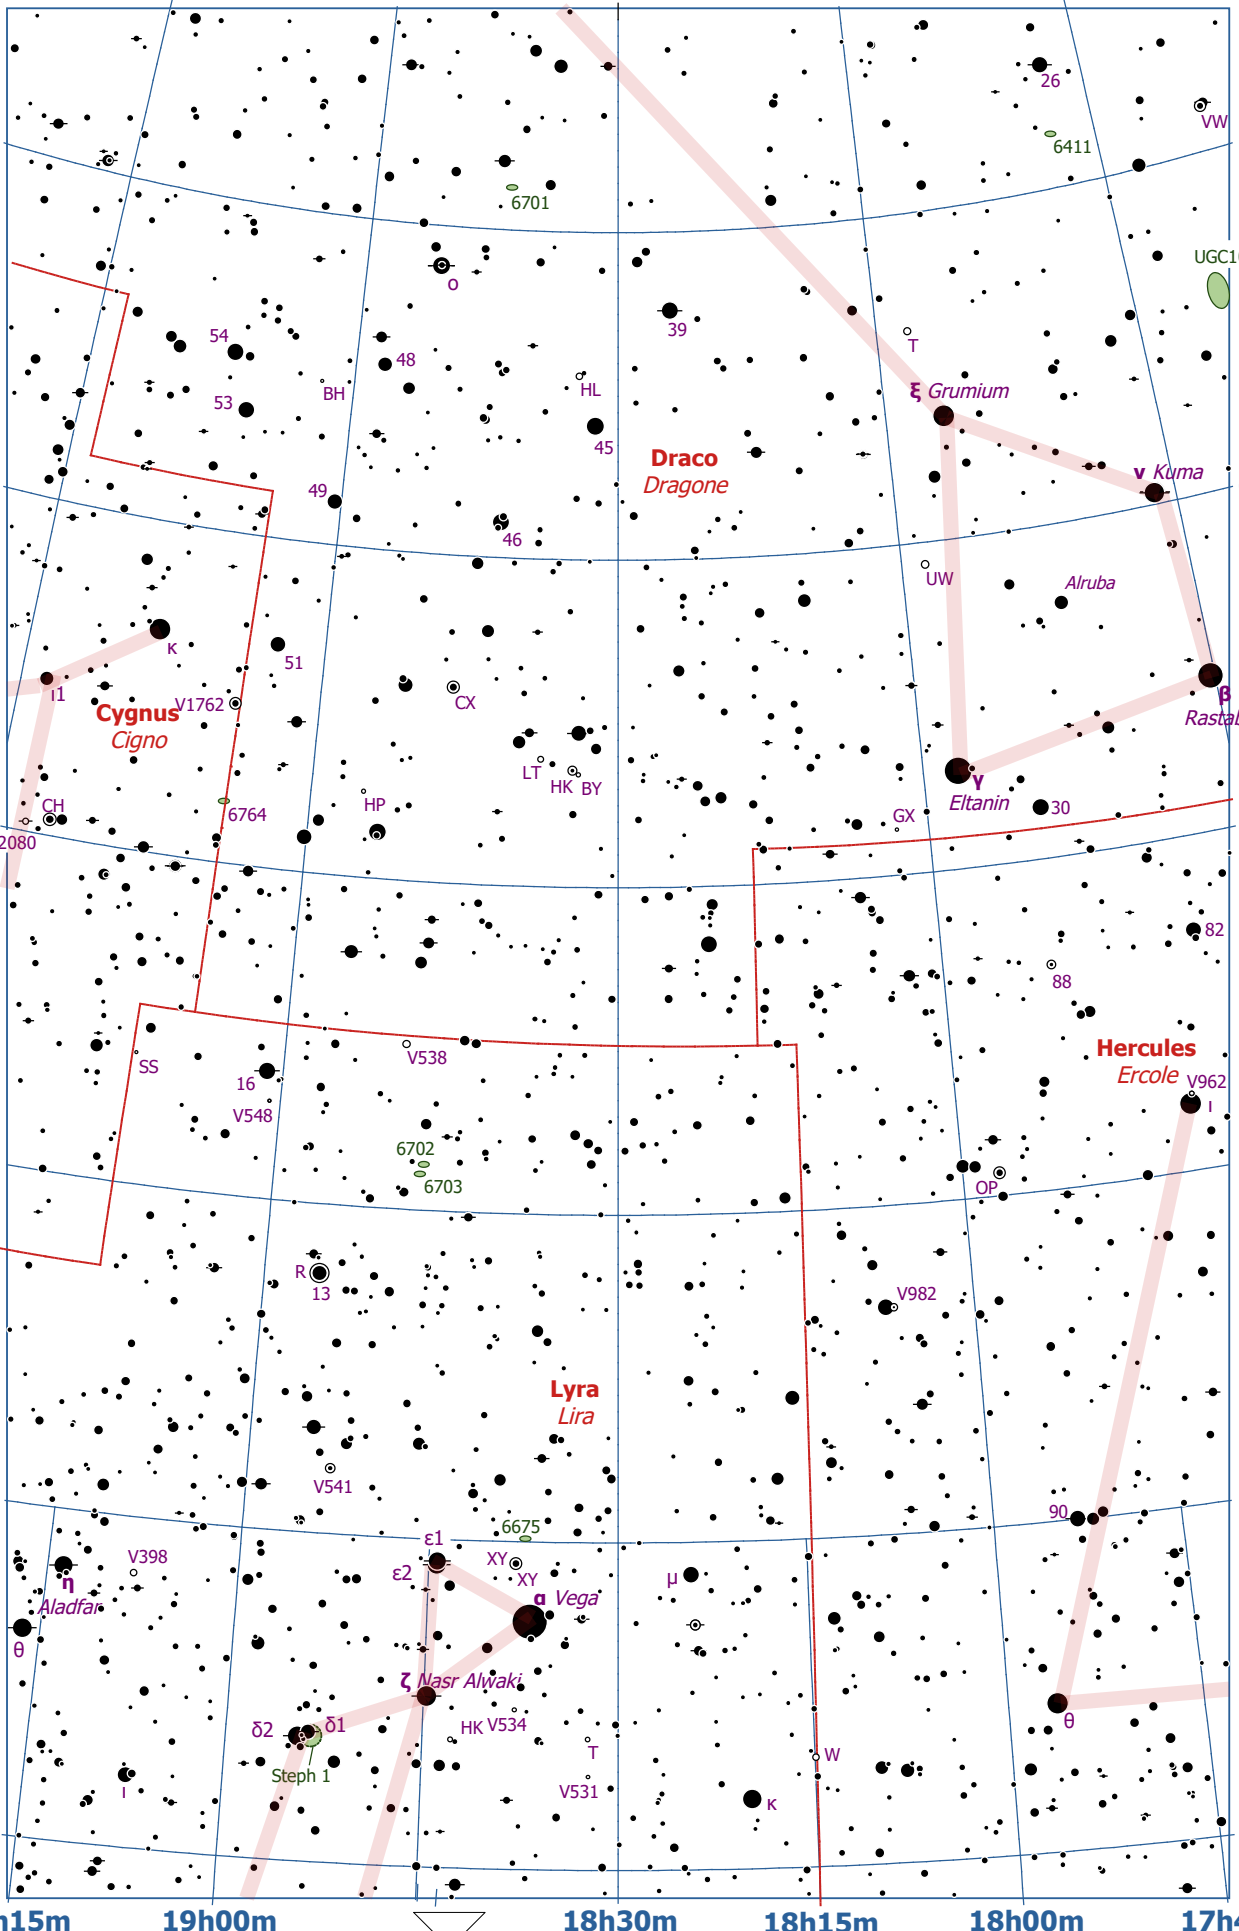 26
VW
6411
6701
UGC1
ο
39
54
T
48
BH
HL
53
ξ Grumium
45
Draco
Dragone
ν Kuma
49
46
UW
Alruba
κ
51
ι1
V1762
CX
β
Cygnus
Cigno
Rastab
LT
HK
BY
γ
Eltanin
30
CH
HP
6764
GX
2080
82
88
V538
Hercules
Ercole
SS
16
V962
V548
ι
6702
6703
OP
R
13
V982
Lyra
Lira
V541
90
6675
ε1
V398
XY
ε2
XY
μ
η
Aladfar
α Vega
θ
ζ Nasr Alwaki
δ2
δ1
HK
V534
θ
T
W
Steph 1
ι
V531
κ
h15m
19h00m
18h30m
18h15m
18h00m
17h4